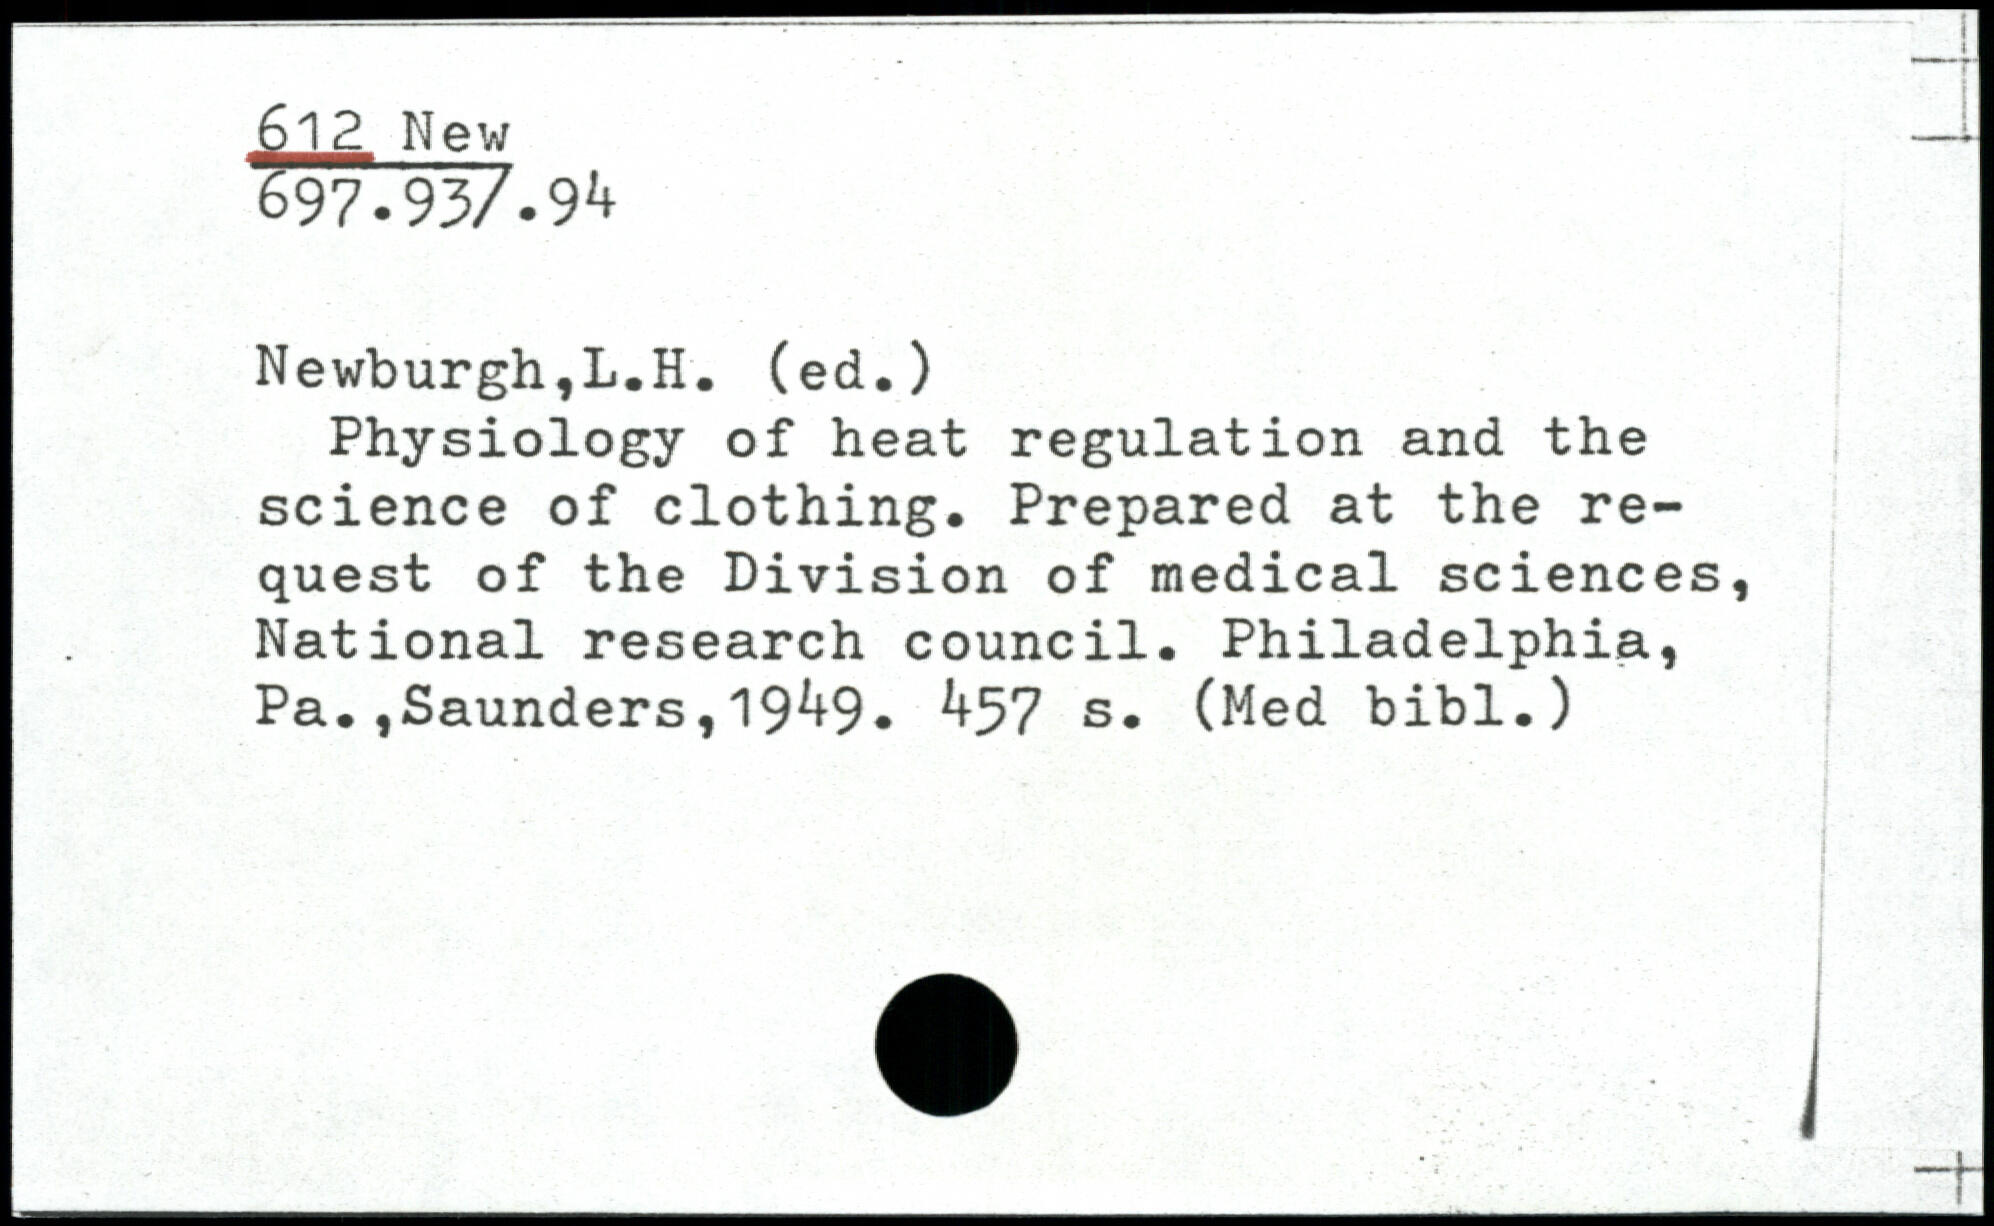 612 New
697.93/.94
Newburgh,L.H. (ed.)
Physiology of heat regulation and the
science of clothing. Prepared at the re-
quest of the Division of medical sciences,
National research council. Philadelphia,
Pa.,Saunders,1949. 457 s. (Med bibl.)